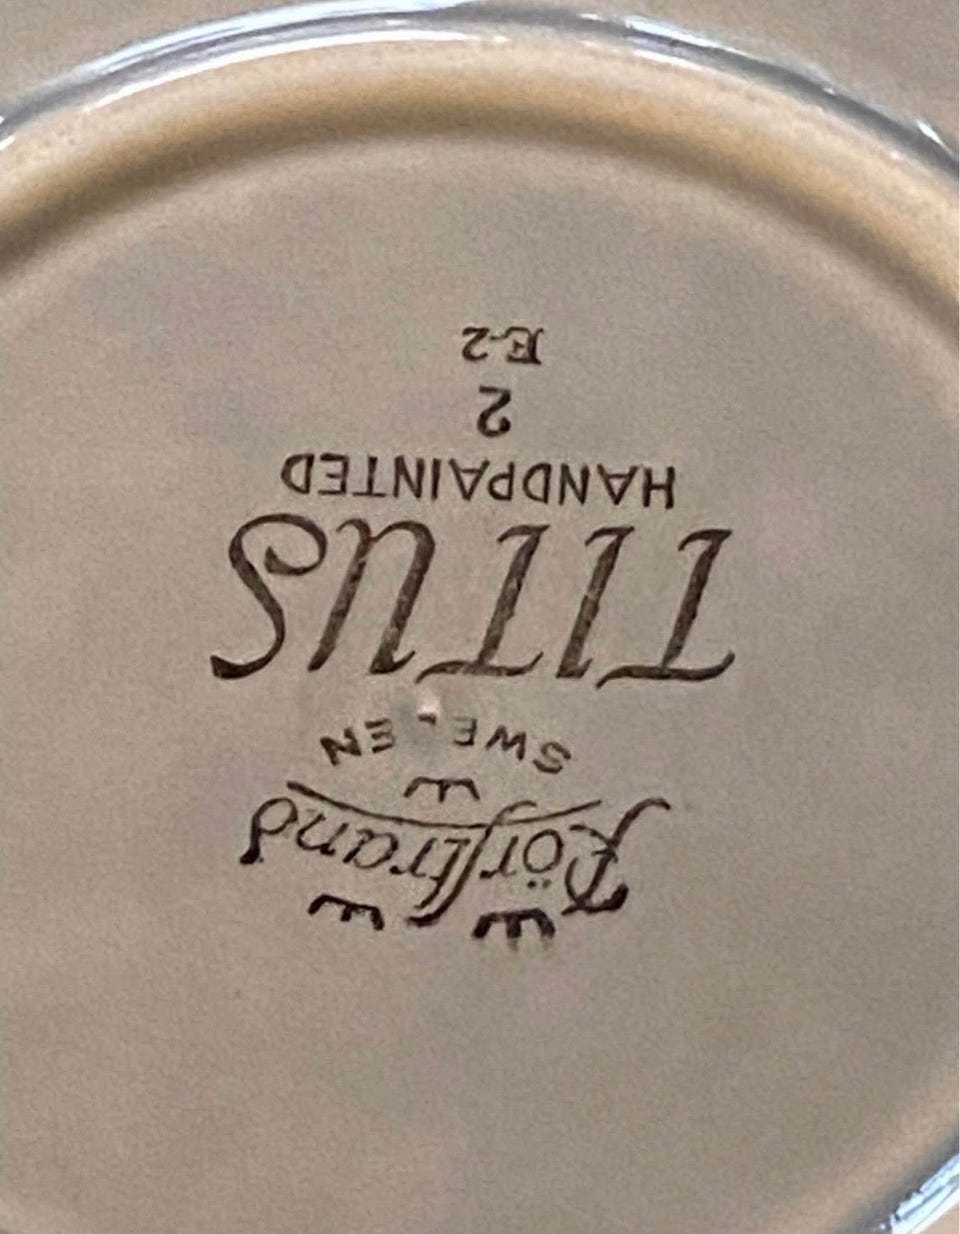 Rörstrand
SWEDEN
TITUS
HANDPAINTED
2
E-2